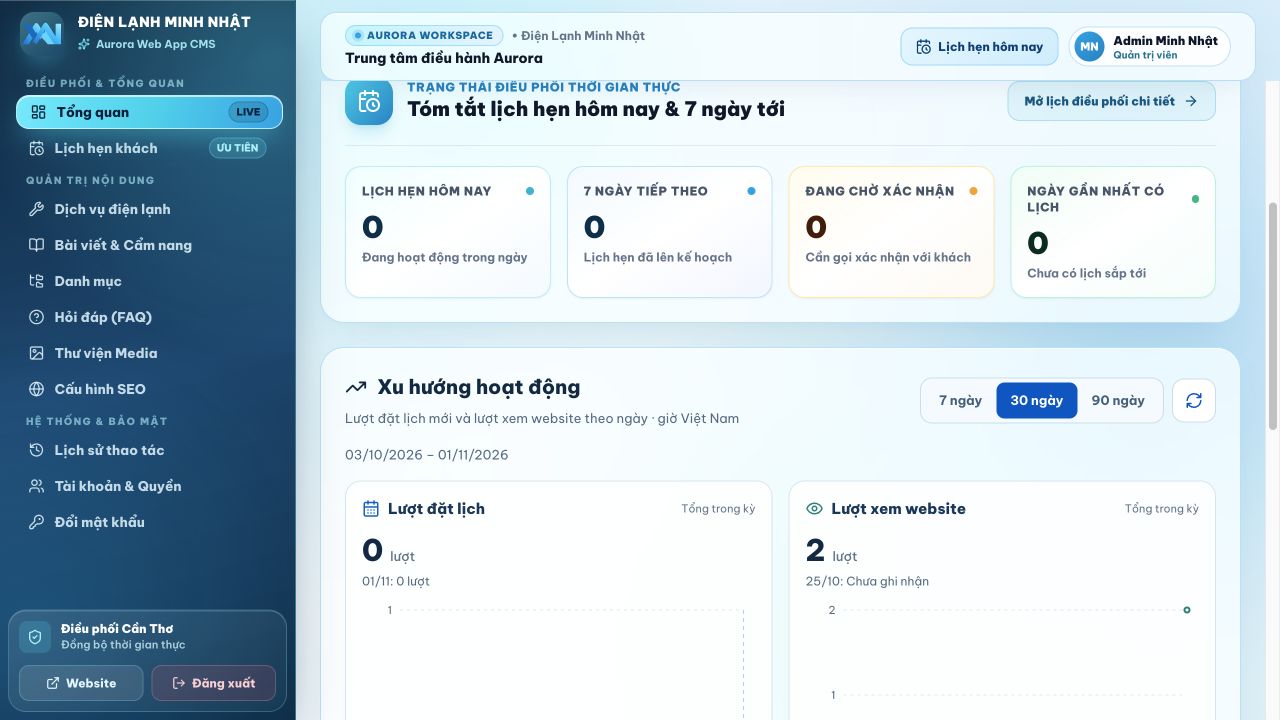 ĐIỆN LẠNH MINH NHẬT
Aurora Web App CMS
ĐIỀU PHỐI & TỔNG QUAN
Tổng quan
LIVE
Lịch hẹn khách
ƯU TIÊN
QUẢN TRỊ NỘI DUNG
Dịch vụ điện lạnh
Bài viết & Cẩm nang
Danh mục
Hỏi đáp (FAQ)
Thư viện Media
Cấu hình SEO
HỆ THỐNG & BẢO MẬT
Lịch sử thao tác
Tài khoản & Quyền
Đổi mật khẩu
Điều phối Cần Thơ
Đồng bộ thời gian thực
Website
Đăng xuất
AURORA WORKSPACE
• Điện Lạnh Minh Nhật
Trung tâm điều hành Aurora
Lịch hẹn hôm nay
MN
Admin Minh Nhật
Quản trị viên
TRẠNG THÁI ĐIỀU PHỐI THỜI GIAN THỰC
Tóm tắt lịch hẹn hôm nay & 7 ngày tới
Mở lịch điều phối chi tiết
LỊCH HẸN HÔM NAY
0
Đang hoạt động trong ngày
7 NGÀY TIẾP THEO
0
Lịch hẹn đã lên kế hoạch
ĐANG CHỜ XÁC NHẬN
0
Cần gọi xác nhận với khách
NGÀY GẦN NHẤT CÓ
LỊCH
0
Chưa có lịch sắp tới
Xu hướng hoạt động
Lượt đặt lịch mới và lượt xem website theo ngày · giờ Việt Nam
7 ngày
30 ngày
90 ngày
03/10/2026 – 01/11/2026
Lượt đặt lịch
Tổng trong kỳ
0 lượt
01/11: 0 lượt
1
Lượt xem website
Tổng trong kỳ
2 lượt
25/10: Chưa ghi nhận
2
1